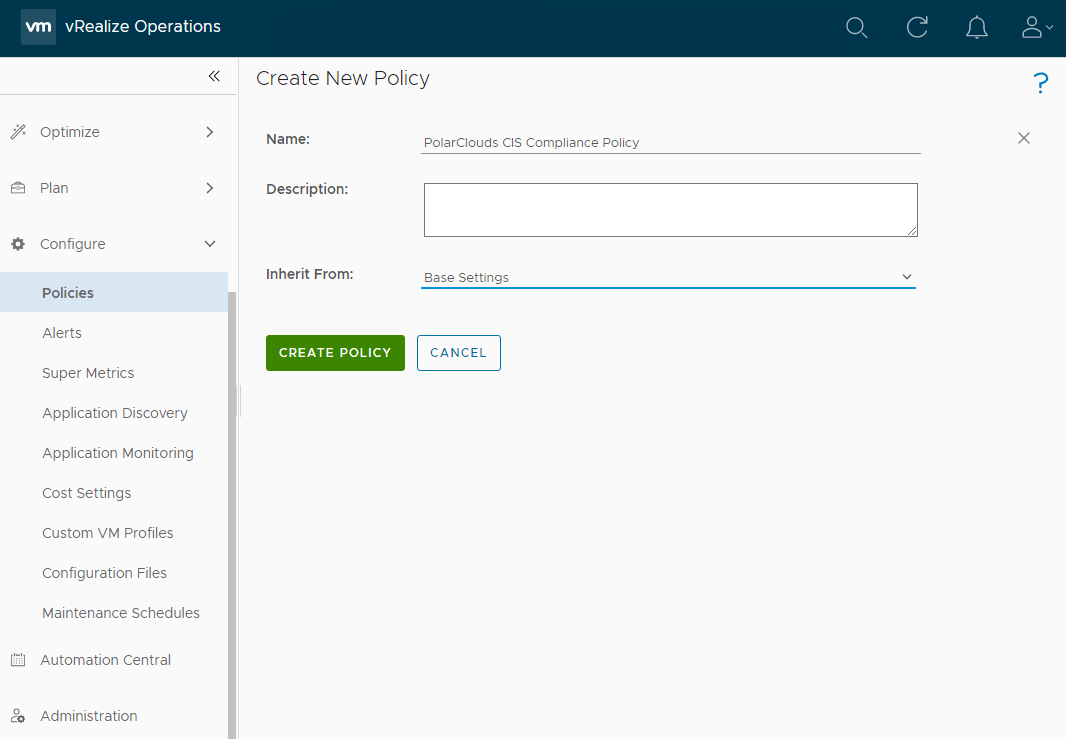 vm vRealize Operations
Create New Policy
?
Optimize
Plan
Configure
Policies
Alerts
Super Metrics
Application Discovery
Application Monitoring
Cost Settings
Custom VM Profiles
Configuration Files
Maintenance Schedules
Automation Central
Administration
Name: PolarClouds CIS Compliance Policy
Description:
Inherit From: Base Settings
CREATE POLICY CANCEL